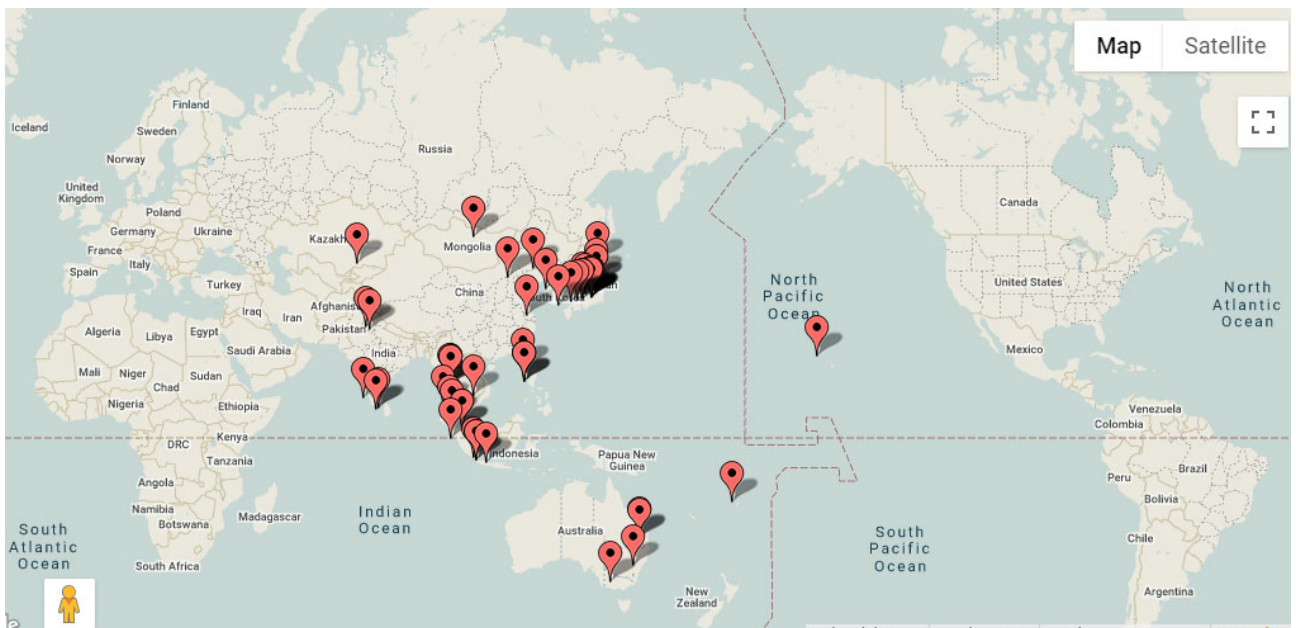 Map
Satellite
Iceland
Finland
Sweden
Norway
Russia
United
Kingdom
Poland
Germany
Ukraine
France
Italy
Spain
Turkey
Kazakh
Mongolia
Canada
China
South Korea
North
Pacific
Ocean
United States
North
Atlantic
Ocean
Afghanis
Iraq
Iran
Pakistan
Algeria
Libya
Egypt
Saudi Arabia
India
Mexico
Mali
Niger
Chad
Sudan
Nigeria
Ethiopia
Venezuela
Colombia
DRC
Kenya
Tanzania
Indonesia
Papua New
Guinea
Brazil
Peru
Bolivia
Angola
Namibia
Botswana
Madagascar
Indian
Ocean
Australia
South
Atlantic
Ocean
South
Pacific
Ocean
Chile
South Africa
New
Zealand
Argentina